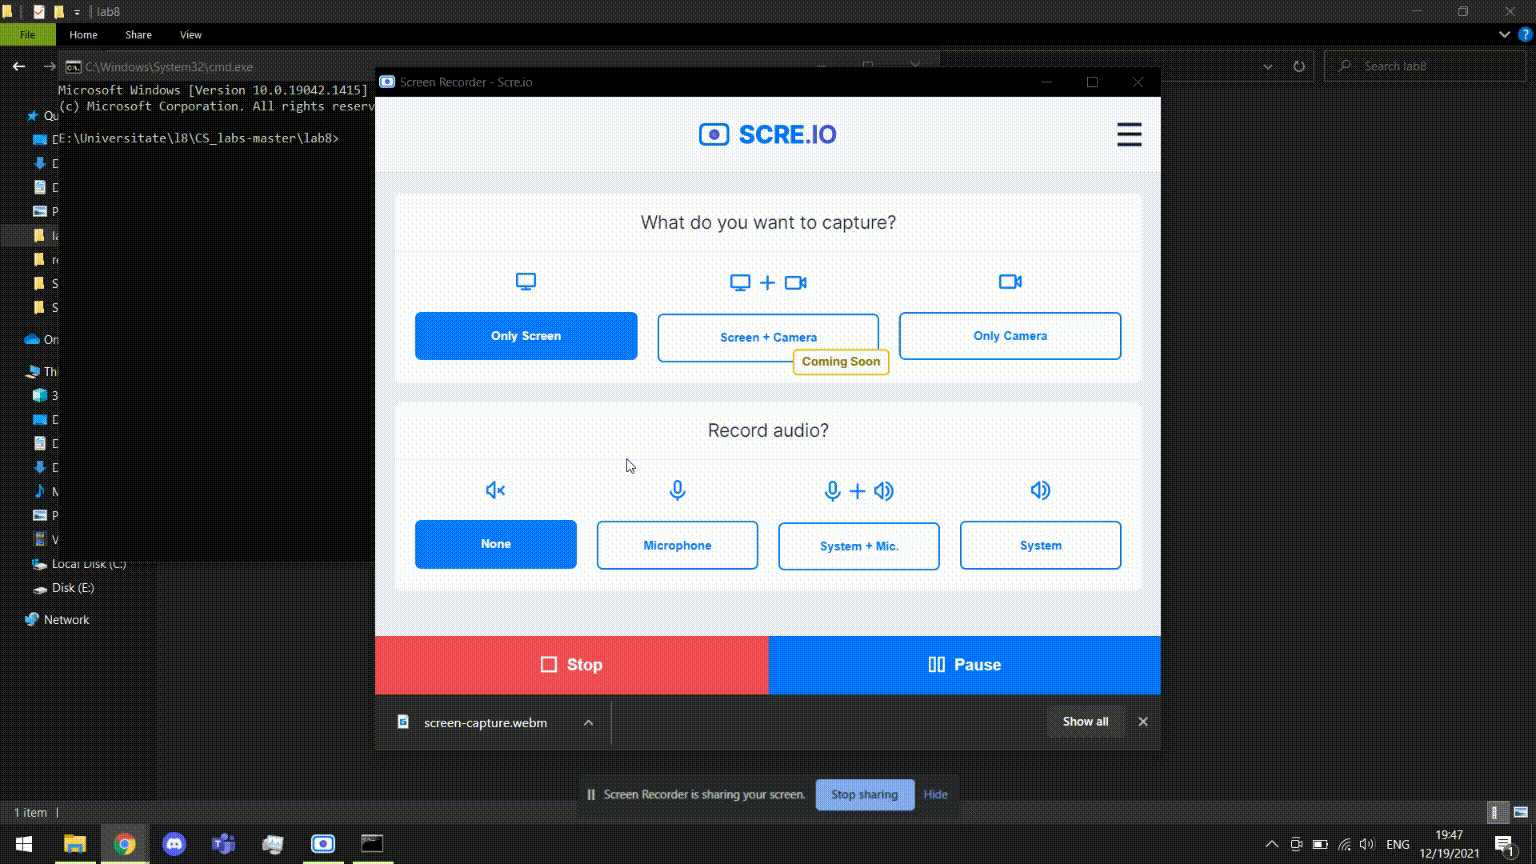 lab8
File
Home
Share
View
Search lab8
C:\Windows\System32\cmd.exe
Microsoft Windows [Version 10.0.19042.1415]
(c) Microsoft Corporation. All rights reserv
E:\Universitate\l8\CS_labs-master\lab8>
Screen Recorder - Scre.io
SCRE.IO
What do you want to capture?
Only Screen
Screen + Camera
Only Camera
Coming Soon
Record audio?
None
Microphone
System + Mic.
System
Stop
Pause
screen-capture.webm
Show all
Screen Recorder is sharing your screen.
Stop sharing
Hide
Qu
D
D
D
P
la
re
S
S
On
Thi
3
D
D
D
M
P
V
Local Disk (C:)
Disk (E:)
Network
1 item
ENG
19:47
12/19/2021
1